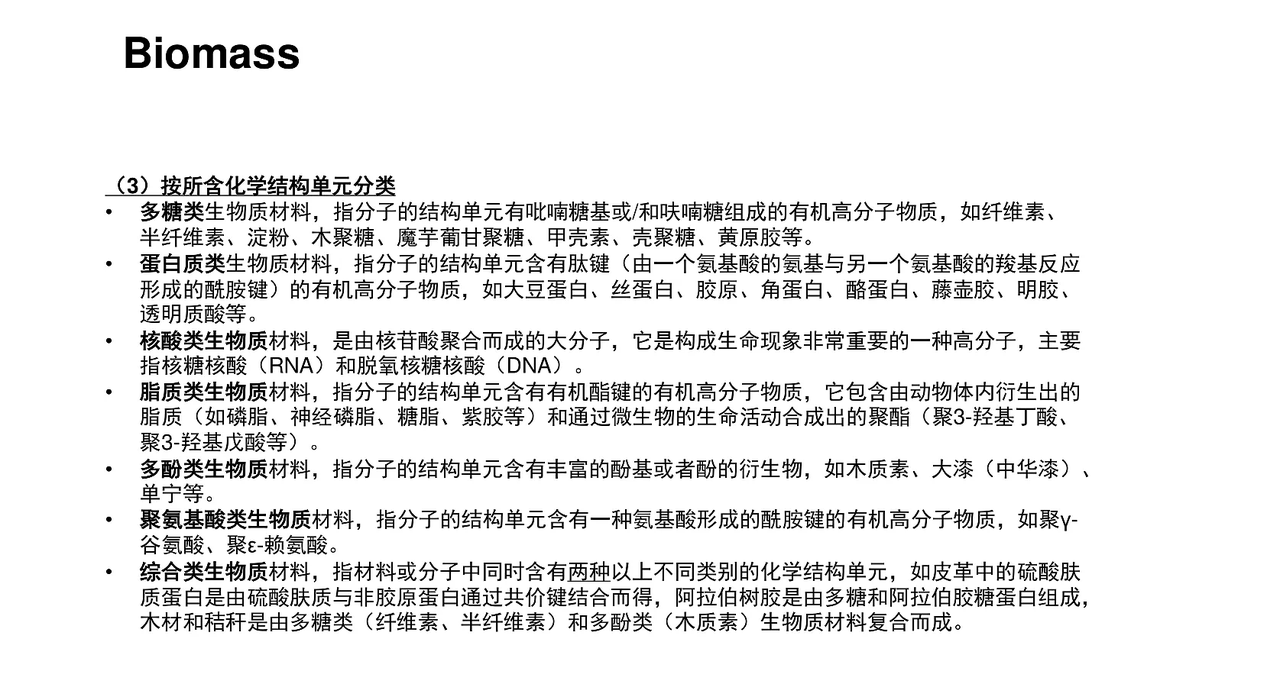 Biomass
（3）按所含化学结构单元分类
• 多糖类生物质材料，指分子的结构单元有吡喃糖基或/和呋喃糖组成的有机高分子物质，如纤维素、
半纤维素、淀粉、木聚糖、魔芋葡甘聚糖、甲壳素、壳聚糖、黄原胶等。
• 蛋白质类生物质材料，指分子的结构单元含有肽键（由一个氨基酸的氨基与另一个氨基酸的羧基反应
形成的酰胺键）的有机高分子物质，如大豆蛋白、丝蛋白、胶原、角蛋白、酪蛋白、藤壶胶、明胶、
透明质酸等。
• 核酸类生物质材料，是由核苷酸聚合而成的大分子，它是构成生命现象非常重要的一种高分子，主要
指核糖核酸（RNA）和脱氧核糖核酸（DNA）。
• 脂质类生物质材料，指分子的结构单元含有有机酯键的有机高分子物质，它包含由动物体内衍生出的
脂质（如磷脂、神经磷脂、糖脂、紫胶等）和通过微生物的生命活动合成出的聚酯（聚3-羟基丁酸、
聚3-羟基戊酸等）。
• 多酚类生物质材料，指分子的结构单元含有丰富的酚基或者酚的衍生物，如木质素、大漆（中华漆）、
单宁等。
• 聚氨基酸类生物质材料，指分子的结构单元含有一种氨基酸形成的酰胺键的有机高分子物质，如聚γ-
谷氨酸、聚ε-赖氨酸。
• 综合类生物质材料，指材料或分子中同时含有两种以上不同类别的化学结构单元，如皮革中的硫酸肤
质蛋白是由硫酸肤质与非胶原蛋白通过共价键结合而得，阿拉伯树胶是由多糖和阿拉伯胶糖蛋白组成，
木材和秸秆是由多糖类（纤维素、半纤维素）和多酚类（木质素）生物质材料复合而成。